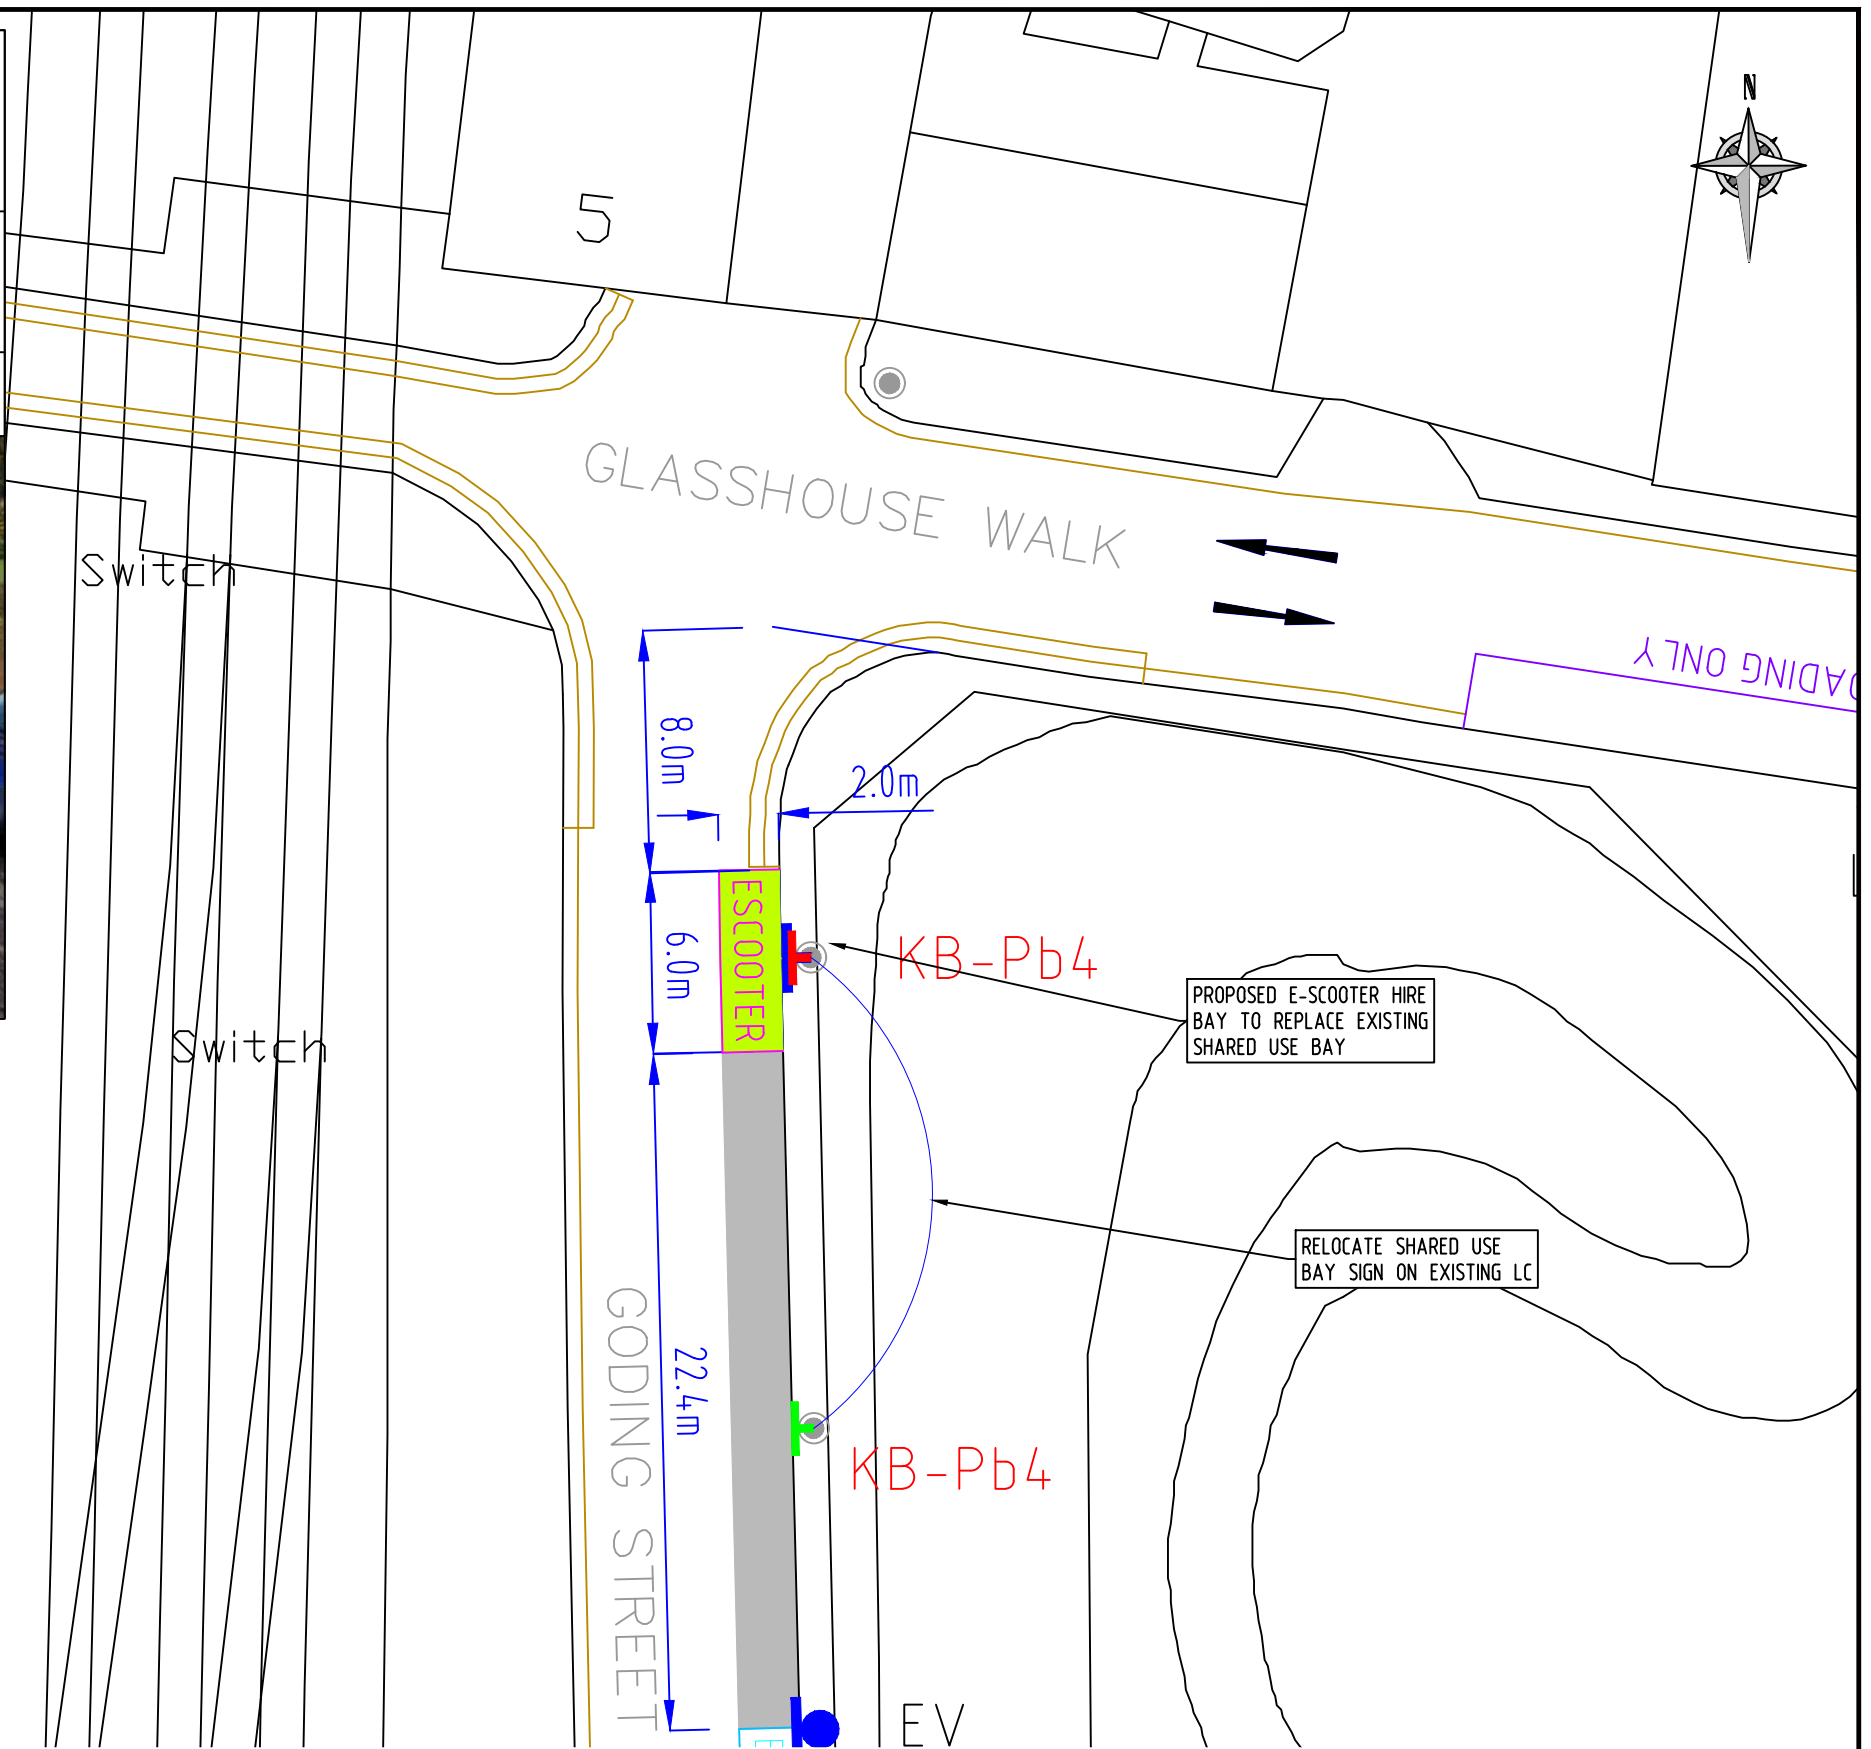 N
5
GLASSHOUSE WALK
Switch
ADING ONLY
8.0m
2.0m
ESCOOTER
6.0m
KB-Pb4
PROPOSED E-SCOOTER HIRE
BAY TO REPLACE EXISTING
SHARED USE BAY
Switch
RELOCATE SHARED USE
BAY SIGN ON EXISTING LC
GODING STREET
22.4m
KB-Pb4
EV
E